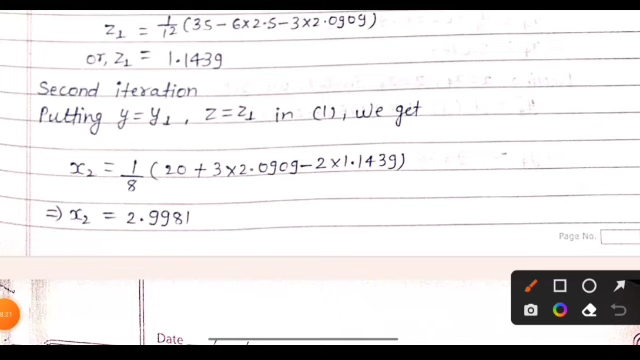 z₁ = 1/12 (35 - 6×2.5 - 3×2.0909)
or, z₁ = 1.1439
Second iteration
Putting y=y₁, z=z₁ in (1), we get
x₂ = 1/8 (20 + 3×2.0909 - 2×1.1439)
⇒ x₂ = 2.9981
Page No.
Date